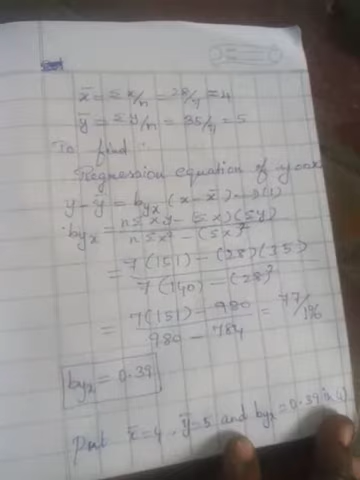 x̄ = Σx/n = 28/7 = 4
ȳ = Σy/n = 35/7 = 5
To find :
Regression equation of y on x
y - ȳ = byx (x - x̄) → (1)
byx = nΣxy - (Σx)(Σy) / nΣx² - (Σx)²
= 7(151) - (28)(35) / 7(140) - (28)²
= 7(151) - 980 / 980 - 784 = 77/196
byx = 0.39
Put x̄ = 4, ȳ = 5 and byx = 0.39 in (1)